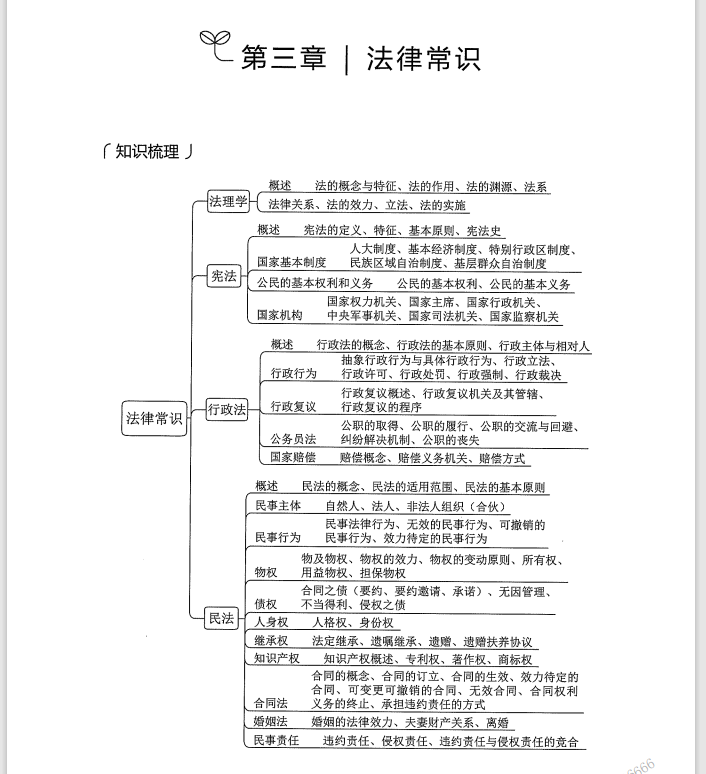 第三章 | 法律常识
知识梳理
法律常识
法理学
概述 法的概念与特征、法的作用、法的渊源、法系
法律关系、法的效力、立法、法的实施
宪法
概述 宪法的定义、特征、基本原则、宪法史
人大制度、基本经济制度、特别行政区制度、
国家基本制度 民族区域自治制度、基层群众自治制度
公民的基本权利和义务 公民的基本权利、公民的基本义务
国家权力机关、国家主席、国家行政机关、
国家机构 中央军事机关、国家司法机关、国家监察机关
行政法
概述 行政法的概念、行政法的基本原则、行政主体与相对人
抽象行政行为与具体行政行为、行政立法、
行政行为 行政许可、行政处罚、行政强制、行政裁决
行政复议概述、行政复议机关及其管辖、
行政复议 行政复议的程序
公职的取得、公职的履行、公职的交流与回避、
公务员法 纠纷解决机制、公职的丧失
国家赔偿 赔偿概念、赔偿义务机关、赔偿方式
民法
概述 民法的概念、民法的适用范围、民法的基本原则
民事主体 自然人、法人、非法人组织（合伙）
民事法律行为、无效的民事行为、可撤销的
民事行为 民事行为、效力待定的民事行为
物及物权、物权的效力、物权的变动原则、所有权、
物权 用益物权、担保物权
合同之债（要约、要约邀请、承诺）、无因管理、
债权 不当得利、侵权之债
人身权 人格权、身份权
继承权 法定继承、遗嘱继承、遗赠、遗赠扶养协议
知识产权 知识产权概述、专利权、著作权、商标权
合同的概念、合同的订立、合同的生效、效力待定的
合同、可变更可撤销的合同、无效合同、合同权利
合同法 义务的终止、承担违约责任的方式
婚姻法 婚姻的法律效力、夫妻财产关系、离婚
民事责任 违约责任、侵权责任、违约责任与侵权责任的竞合